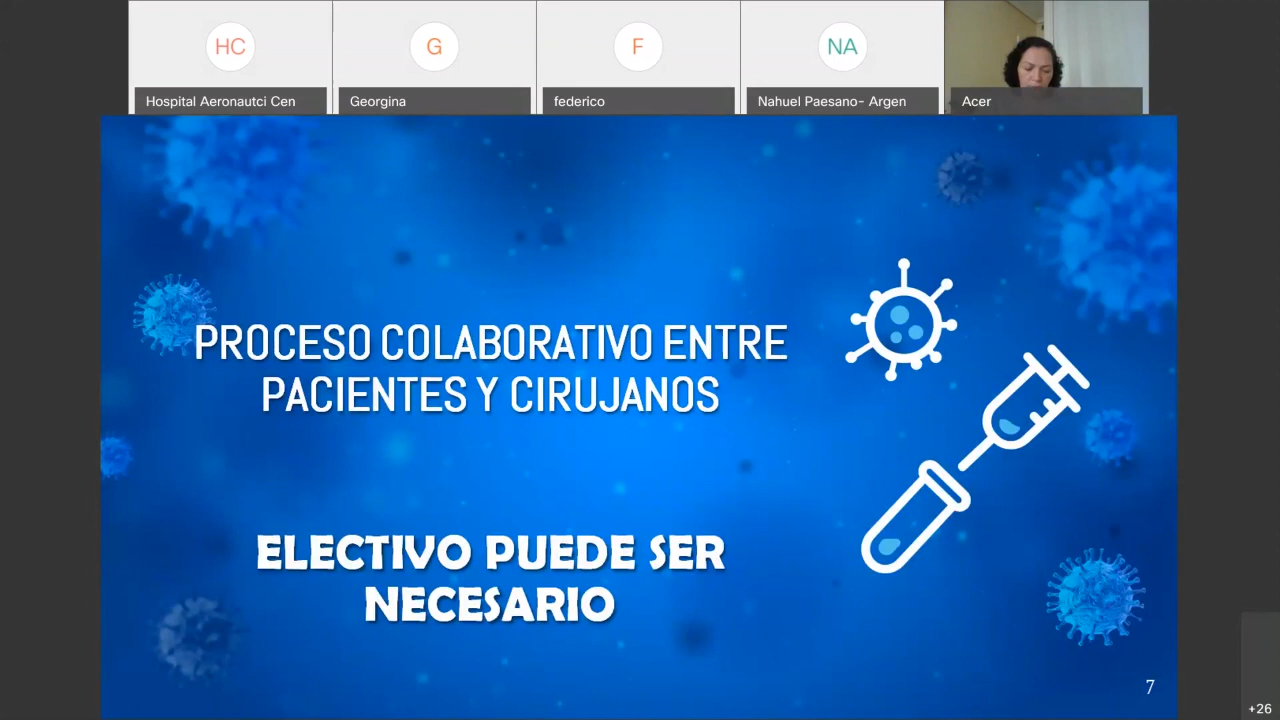 HC
G
F
NA
Hospital Aeronautci Cen
Georgina
federico
Nahuel Paesano- Argen
Acer
PROCESO COLABORATIVO ENTRE
PACIENTES Y CIRUJANOS
ELECTIVO PUEDE SER
NECESARIO
7
+26